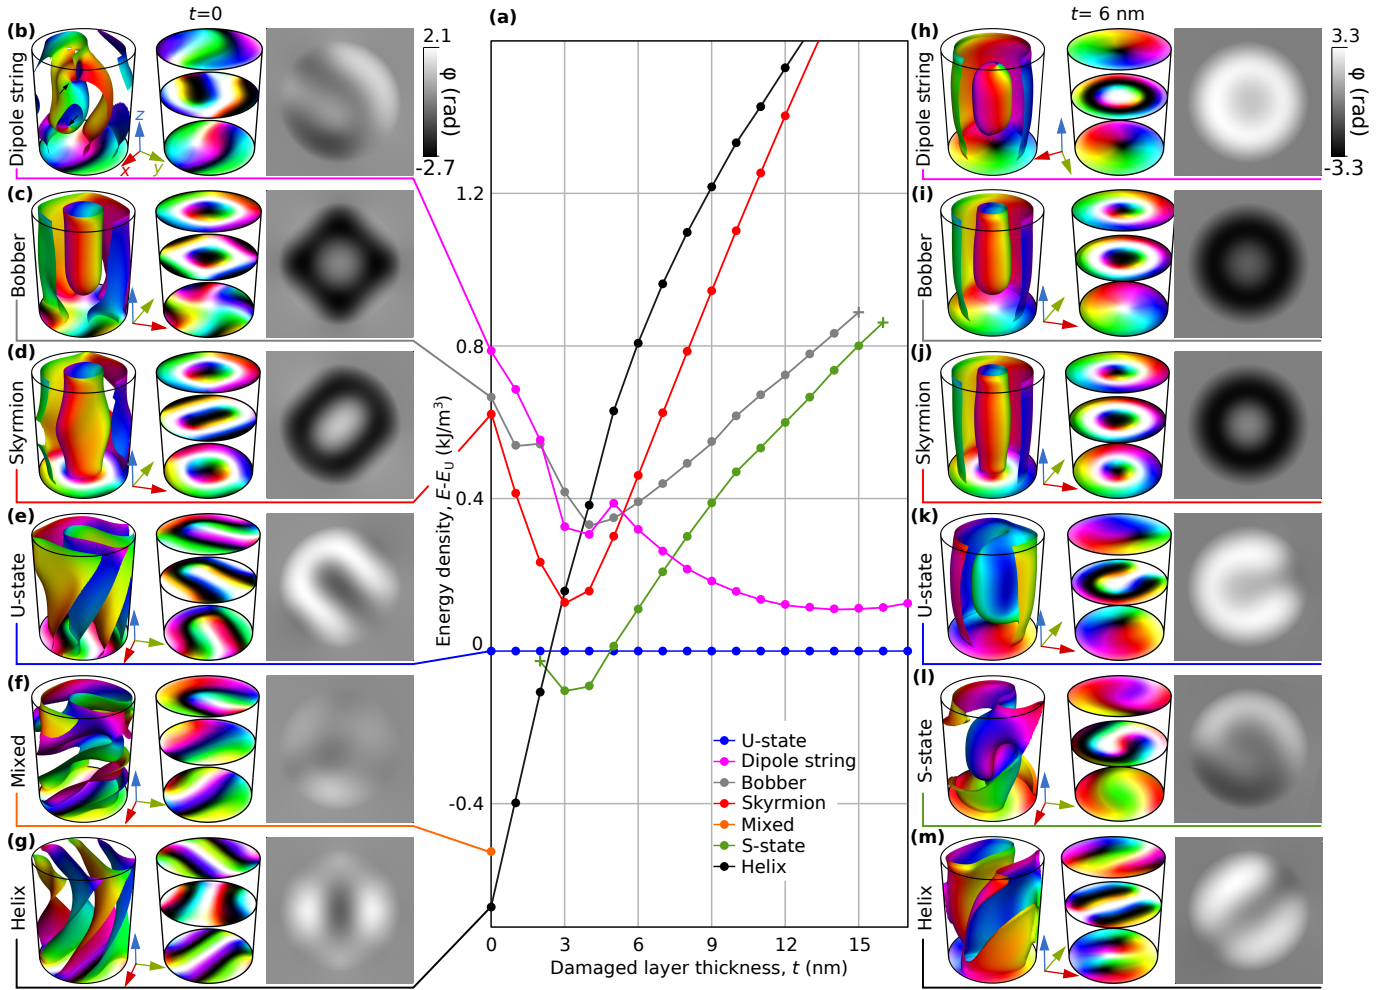 t=0
(a)
t= 6 nm
(b)
Dipole string
z
x
y
2.1
φ (rad)
-2.7
(c)
Bobber
(d)
Skyrmion
(e)
U-state
(f)
Mixed
(g)
Helix
Energy density, E-E_U (kJ/m³)
1.2
0.8
0.4
0
-0.4
U-state
Dipole string
Bobber
Skyrmion
Mixed
S-state
Helix
0 3 6 9 12 15
Damaged layer thickness, t (nm)
(h)
Dipole string
3.3
φ (rad)
-3.3
(i)
Bobber
(j)
Skyrmion
(k)
U-state
(l)
S-state
(m)
Helix